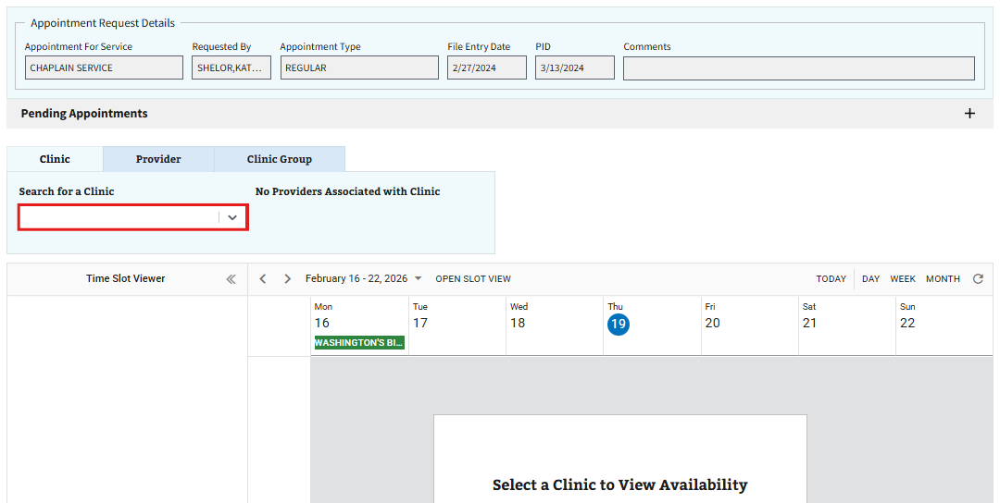 Appointment Request Details
Appointment For Service Requested By Appointment Type File Entry Date PID Comments
CHAPLAIN SERVICE SHELOR,KAT... REGULAR 2/27/2024 3/13/2024
Pending Appointments +
Clinic Provider Clinic Group
Search for a Clinic No Providers Associated with Clinic
Time Slot Viewer February 16 - 22, 2026 OPEN SLOT VIEW TODAY DAY WEEK MONTH
Mon Tue Wed Thu Fri Sat Sun
16 17 18 19 20 21 22
WASHINGTON'S BI...
Select a Clinic to View Availability